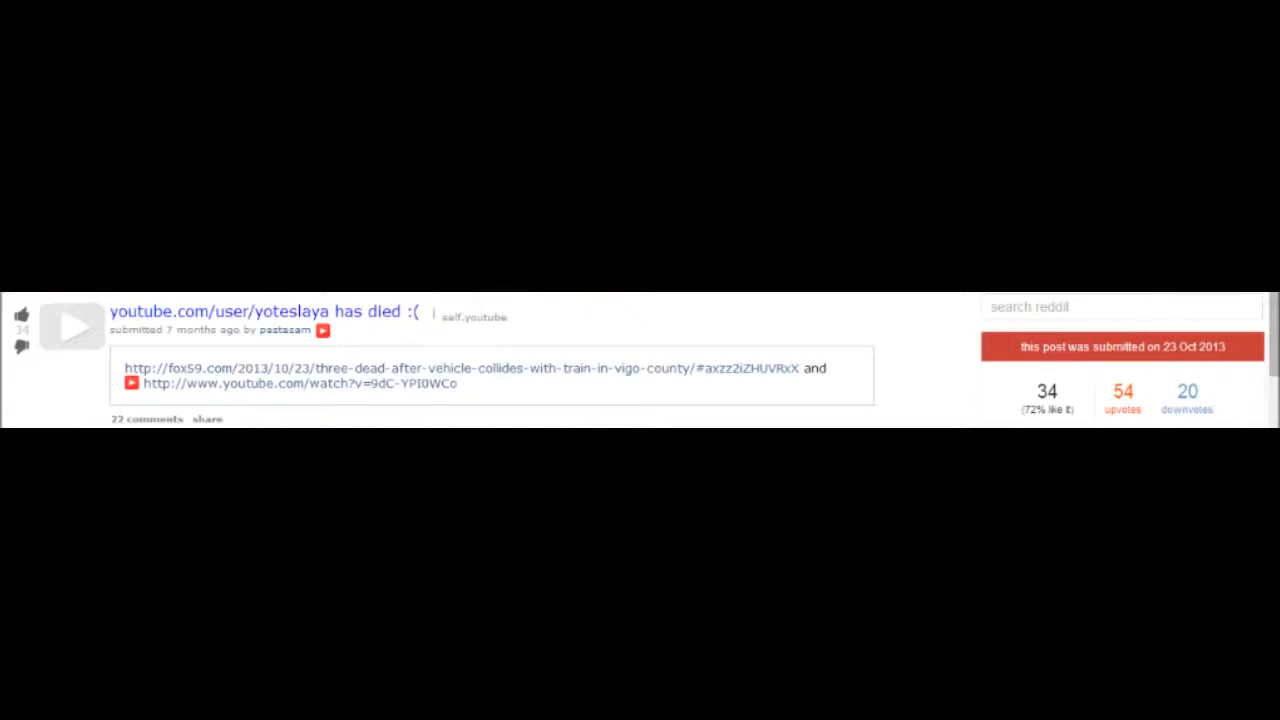 youtube.com/user/yoteslaya has died :( | self.youtube
34
submitted 7 months ago by pastasam
http://fox59.com/2013/10/23/three-dead-after-vehicle-collides-with-train-in-vigo-county/#axzz2iZHUVRxX and
http://www.youtube.com/watch?v=9dC-YPI0WCo
22 comments share
search reddit
this post was submitted on 23 Oct 2013
34 54 20
(72% like it) upvotes downvotes